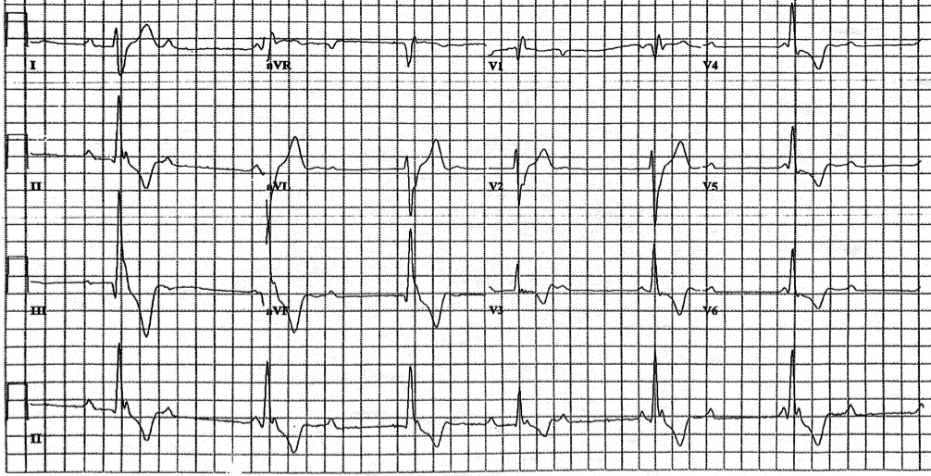 I aVR V1 V4
II aVL V2 V5
III aVF V3 V6
II